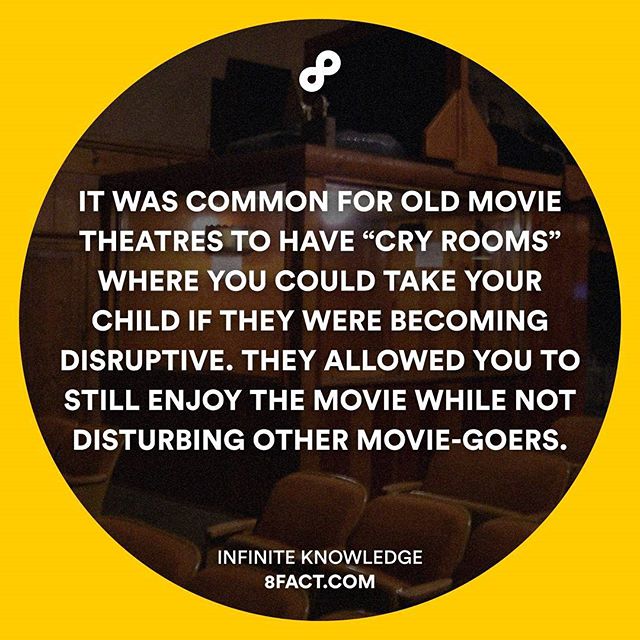 IT WAS COMMON FOR OLD MOVIE
THEATRES TO HAVE “CRY ROOMS”
WHERE YOU COULD TAKE YOUR
CHILD IF THEY WERE BECOMING
DISRUPTIVE. THEY ALLOWED YOU TO
STILL ENJOY THE MOVIE WHILE NOT
DISTURBING OTHER MOVIE-GOERS.
INFINITE KNOWLEDGE
8FACT.COM